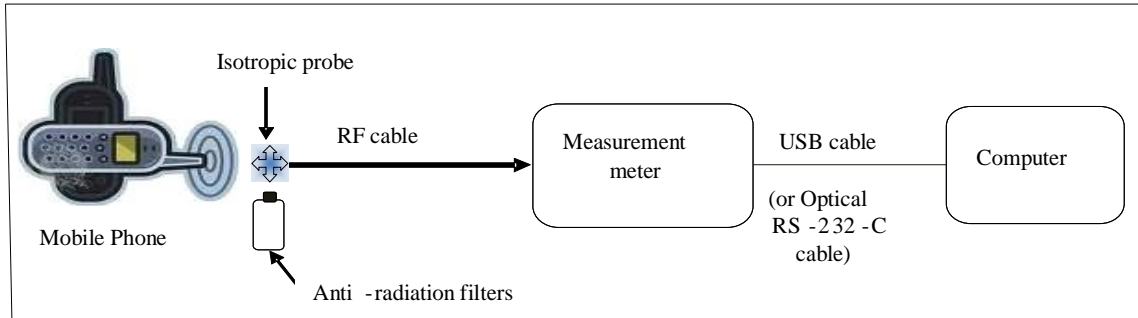 Isotropic probe
RF cable
Measurement
meter
USB cable
Computer
(or Optical
RS -232 -C
cable)
Mobile Phone
Anti -radiation filters